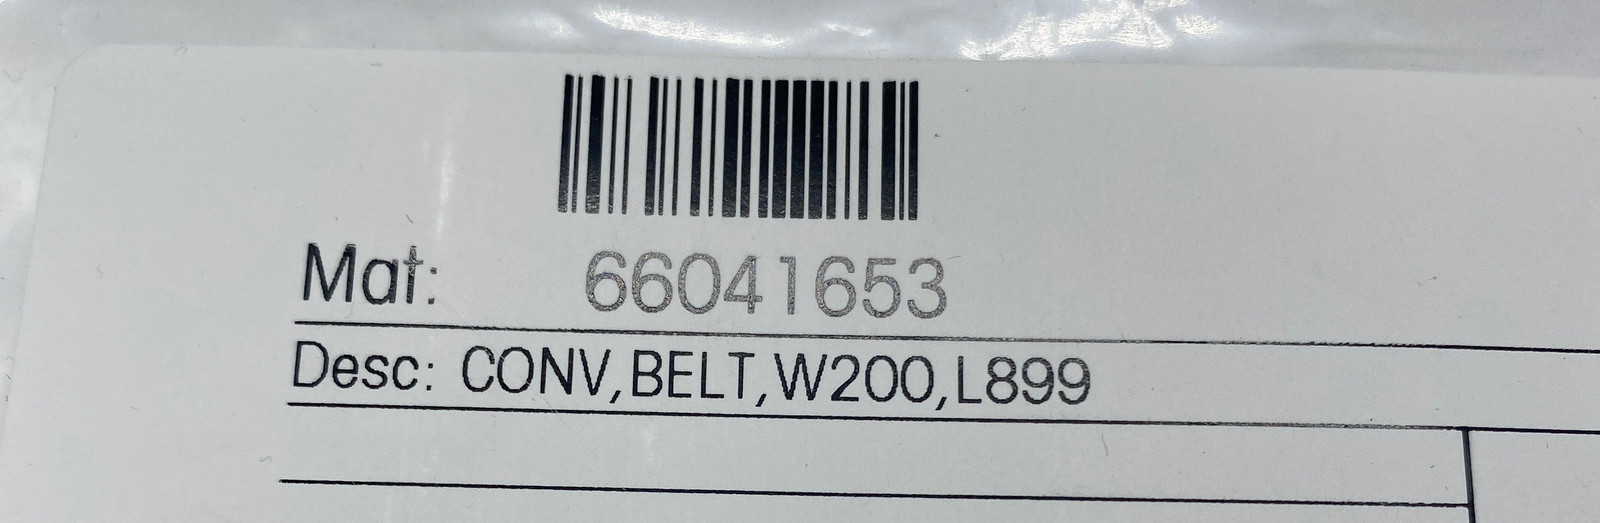 Mat: 66041653
Desc: CONV,BELT,W200,L899